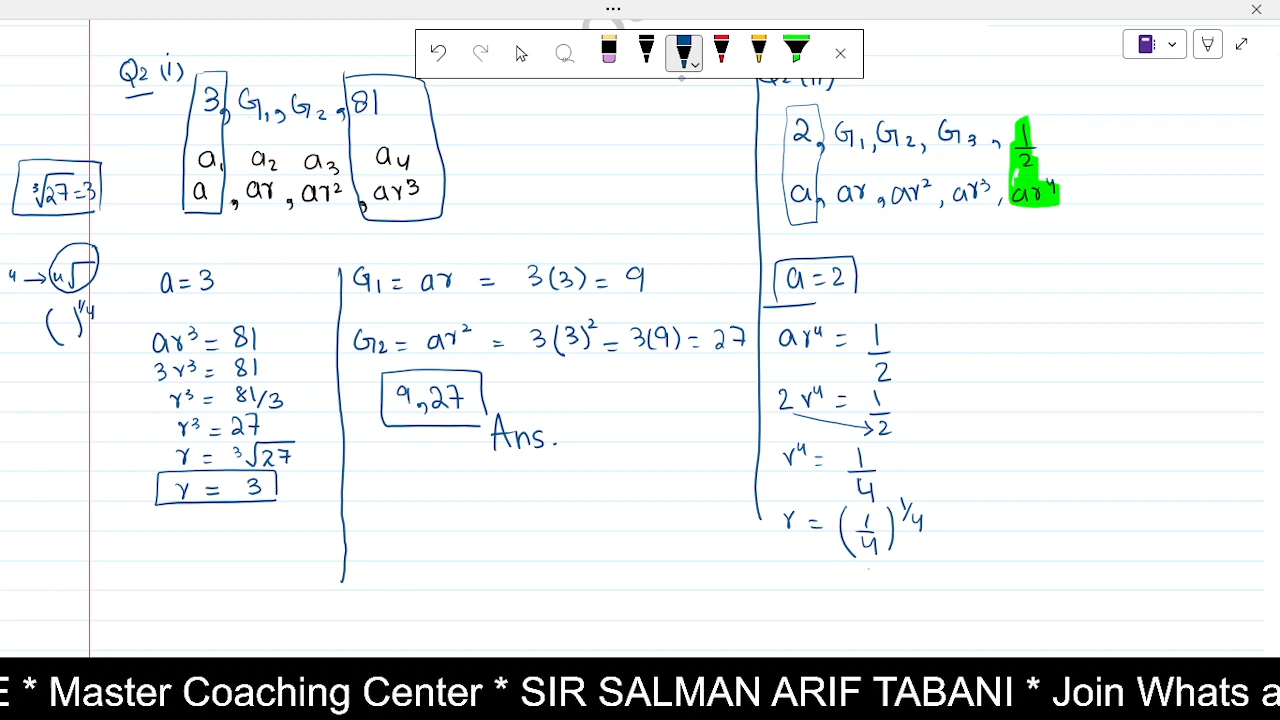 Q2 (i)
3, G1, G2, 81
a1 a2 a3 a4
a, ar, ar², ar³
∛27 = 3
4 → ⁴√
( )^1/4
a = 3
ar³ = 81
3r³ = 81
r³ = 81/3
r³ = 27
r = ³√27
r = 3
G1 = ar = 3(3) = 9
G2 = ar² = 3(3)² = 3(9) = 27
9, 27
Ans.
Q2 (ii)
2, G1, G2, G3, 1/2
a, ar, ar², ar³, ar⁴
a = 2
ar⁴ = 1/2
2r⁴ = 1/2
r⁴ = 1/4
r = (1/4)^1/4
E * Master Coaching Center * SIR SALMAN ARIF TABANI * Join Whats a